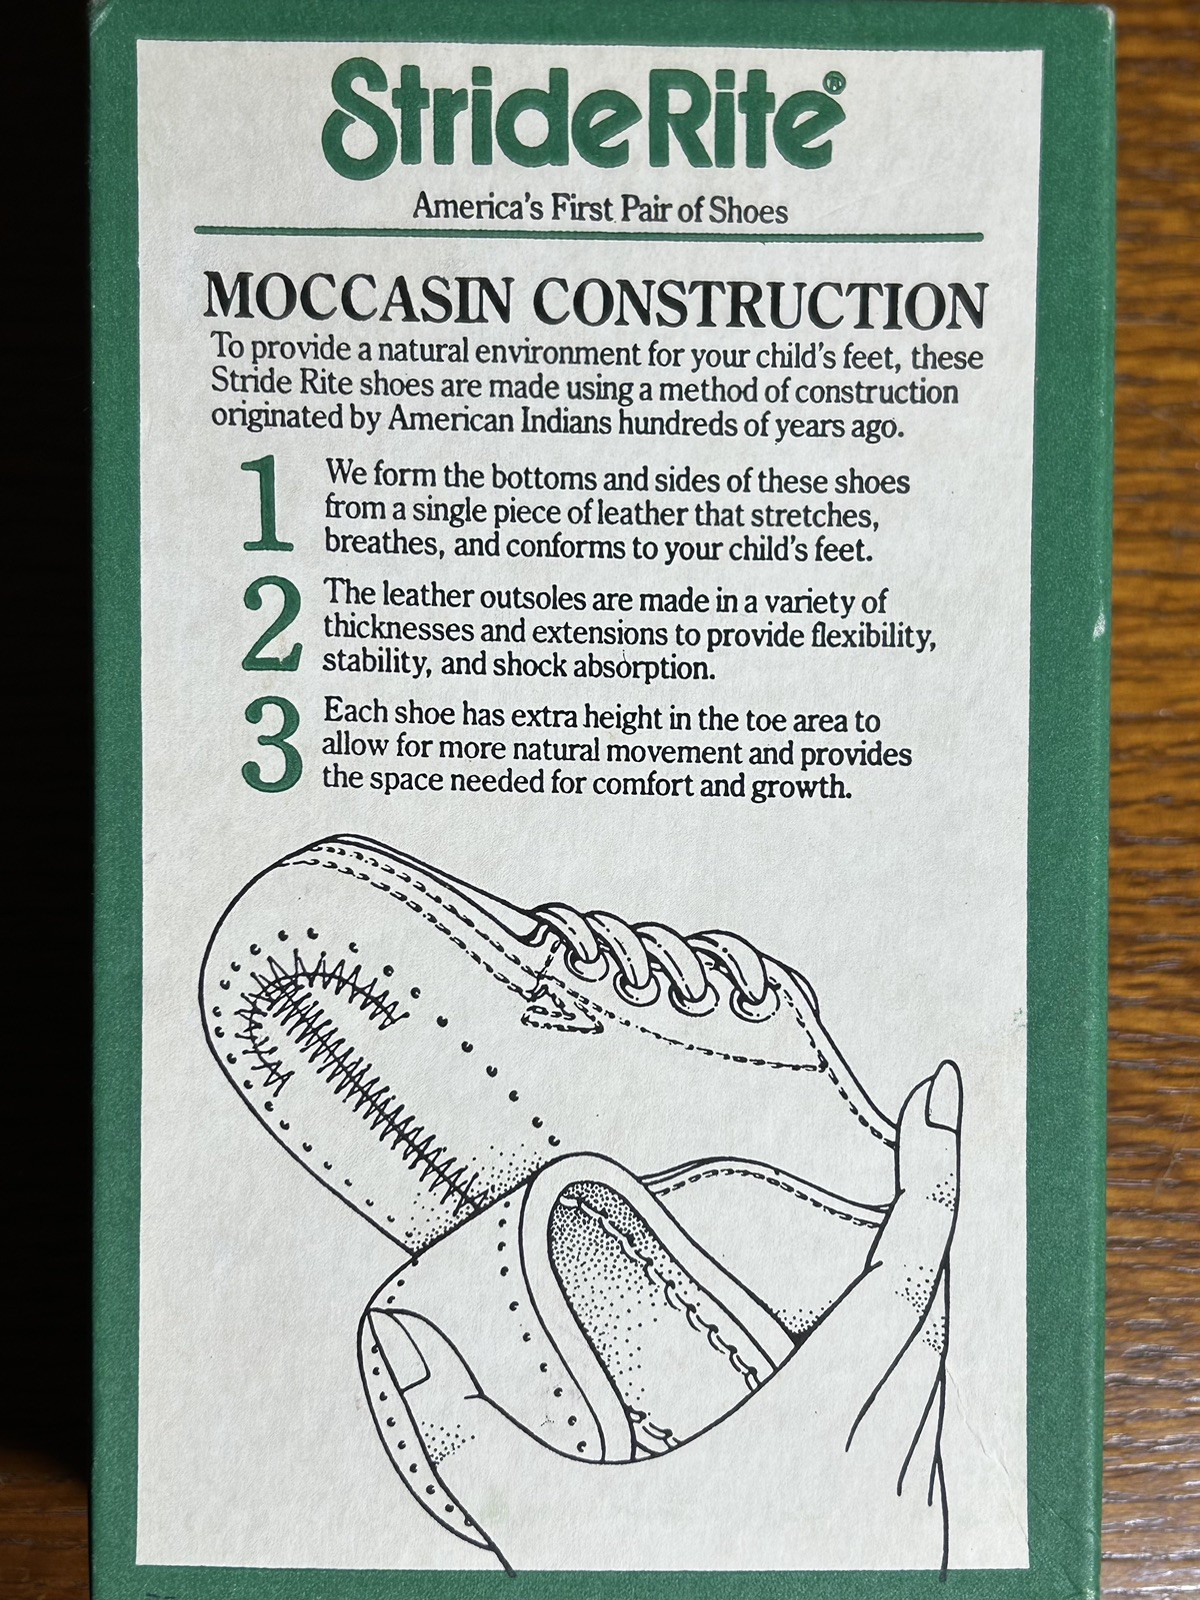 StrideRite®
America's First Pair of Shoes
MOCCASIN CONSTRUCTION
To provide a natural environment for your child's feet, these
Stride Rite shoes are made using a method of construction
originated by American Indians hundreds of years ago.
1 We form the bottoms and sides of these shoes
from a single piece of leather that stretches,
breathes, and conforms to your child's feet.
2 The leather outsoles are made in a variety of
thicknesses and extensions to provide flexibility,
stability, and shock absorption.
3 Each shoe has extra height in the toe area to
allow for more natural movement and provides
the space needed for comfort and growth.